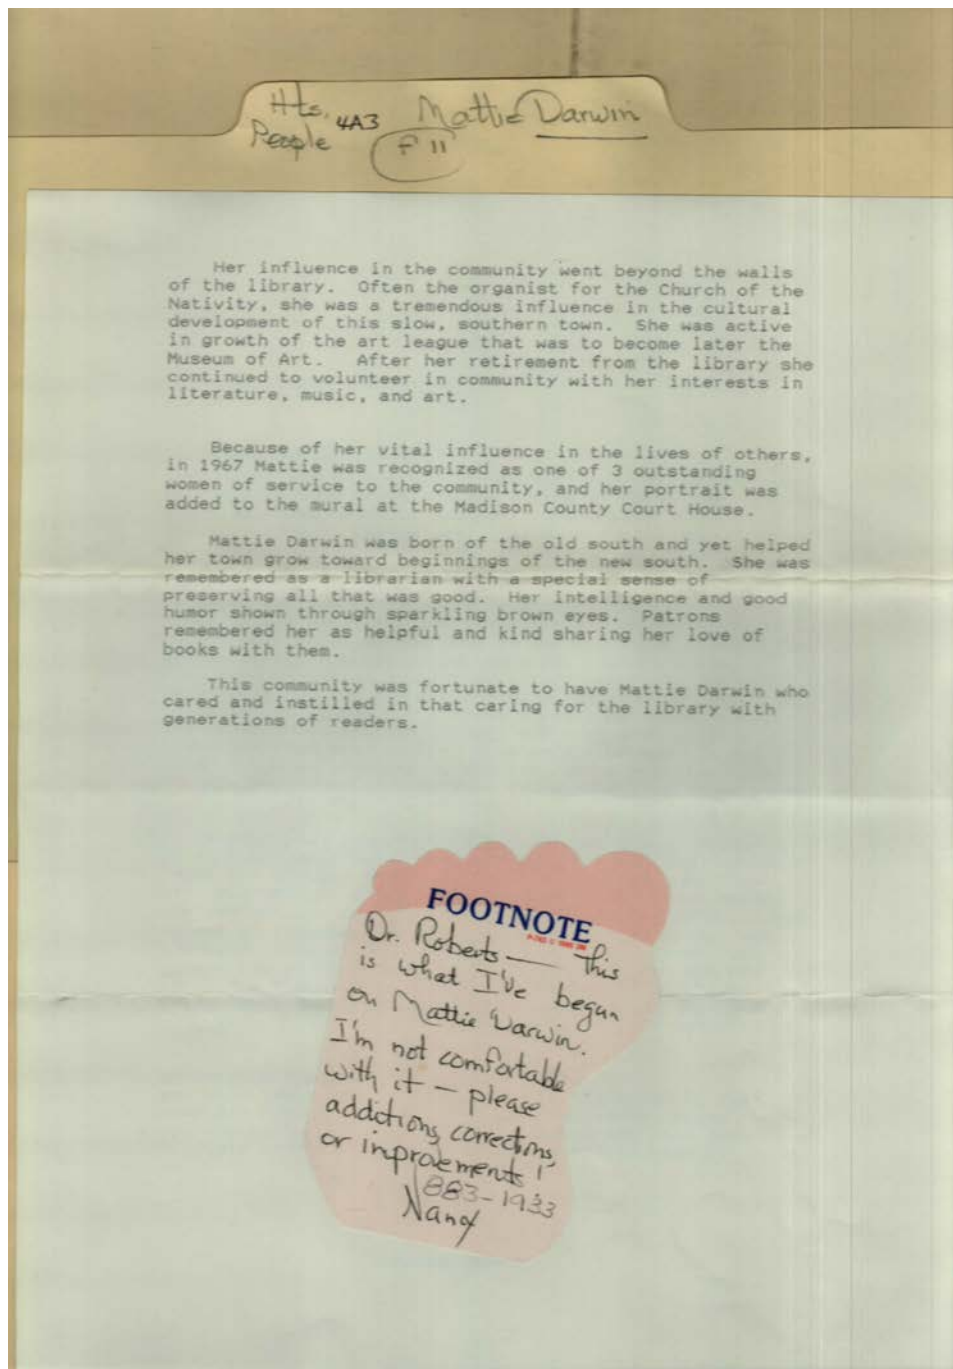 Hts. 4A3 Mattie Darwin
People f 11
Her influence in the community went beyond the walls
of the library. Often the organist for the Church of the
Nativity, she was a tremendous influence in the cultural
development of this slow, southern town. She was active
in growth of the art league that was to become later the
Museum of Art. After her retirement from the library she
continued to volunteer in community with her interests in
literature, music, and art.
Because of her vital influence in the lives of others,
in 1967 Mattie was recognized as one of 3 outstanding
women of service to the community, and her portrait was
added to the mural at the Madison County Court House.
Mattie Darwin was born of the old south and yet helped
her town grow toward beginnings of the new south. She was
remembered as a librarian with a special sense of
preserving all that was good. Her intelligence and good
humor shown through sparkling brown eyes. Patrons
remembered her as helpful and kind sharing her love of
books with them.
This community was fortunate to have Mattie Darwin who
cared and instilled in that caring for the library with
generations of readers.
FOOTNOTE
Dr. Roberts — This
is what I've begun
on Mattie Darwin.
I'm not comfortable
with it — please
additions, corrections,
or improvements!
883-1933
Nancy